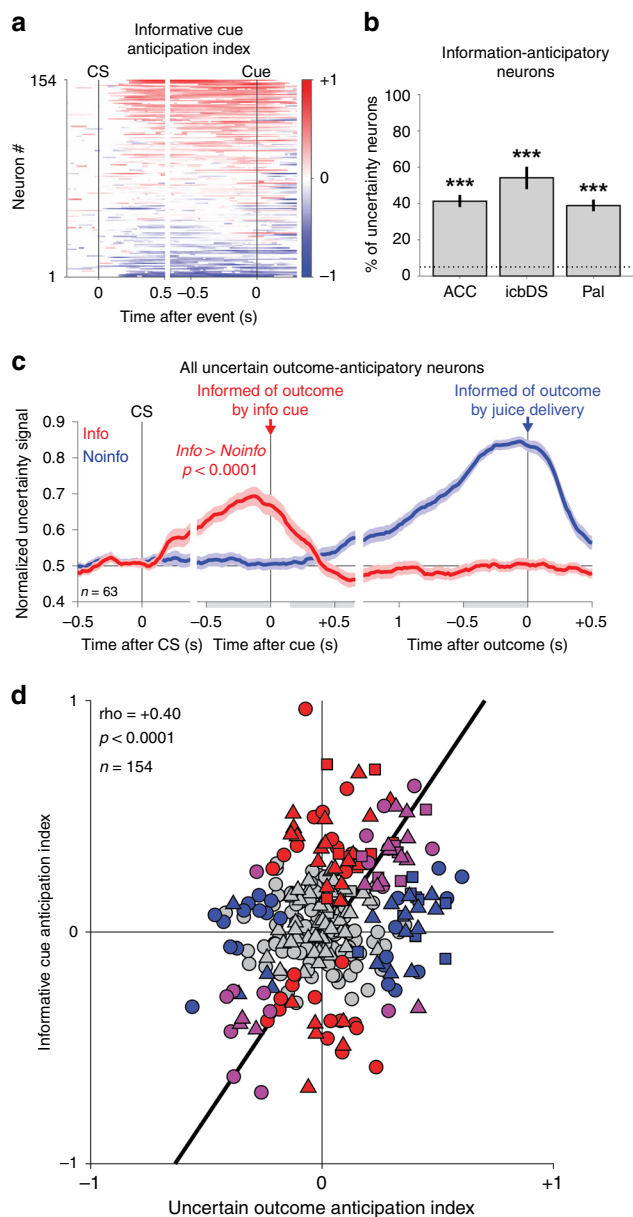 a
Informative cue
anticipation index
CS
Cue
+1
0
−1
154
1
Neuron #
0
0.5
−0.5
0
Time after event (s)
b
Information-anticipatory
neurons
% of uncertainty neurons
100
80
60
40
20
0
***
***
***
ACC
icbDS
Pal
c
All uncertain outcome-anticipatory neurons
CS
Informed of outcome
by info cue
Informed of outcome
by juice delivery
Info
Noinfo
Info > Noinfo
p < 0.0001
Normalized uncertainty signal
0.9
0.8
0.7
0.6
0.5
0.4
n = 63
−0.5
0
−0.5
0
+0.5
1
−0.5
0
+0.5
Time after CS (s)
Time after cue (s)
Time after outcome (s)
d
rho = +0.40
p < 0.0001
n = 154
Informative cue anticipation index
1
0
−1
−1
0
+1
Uncertain outcome anticipation index